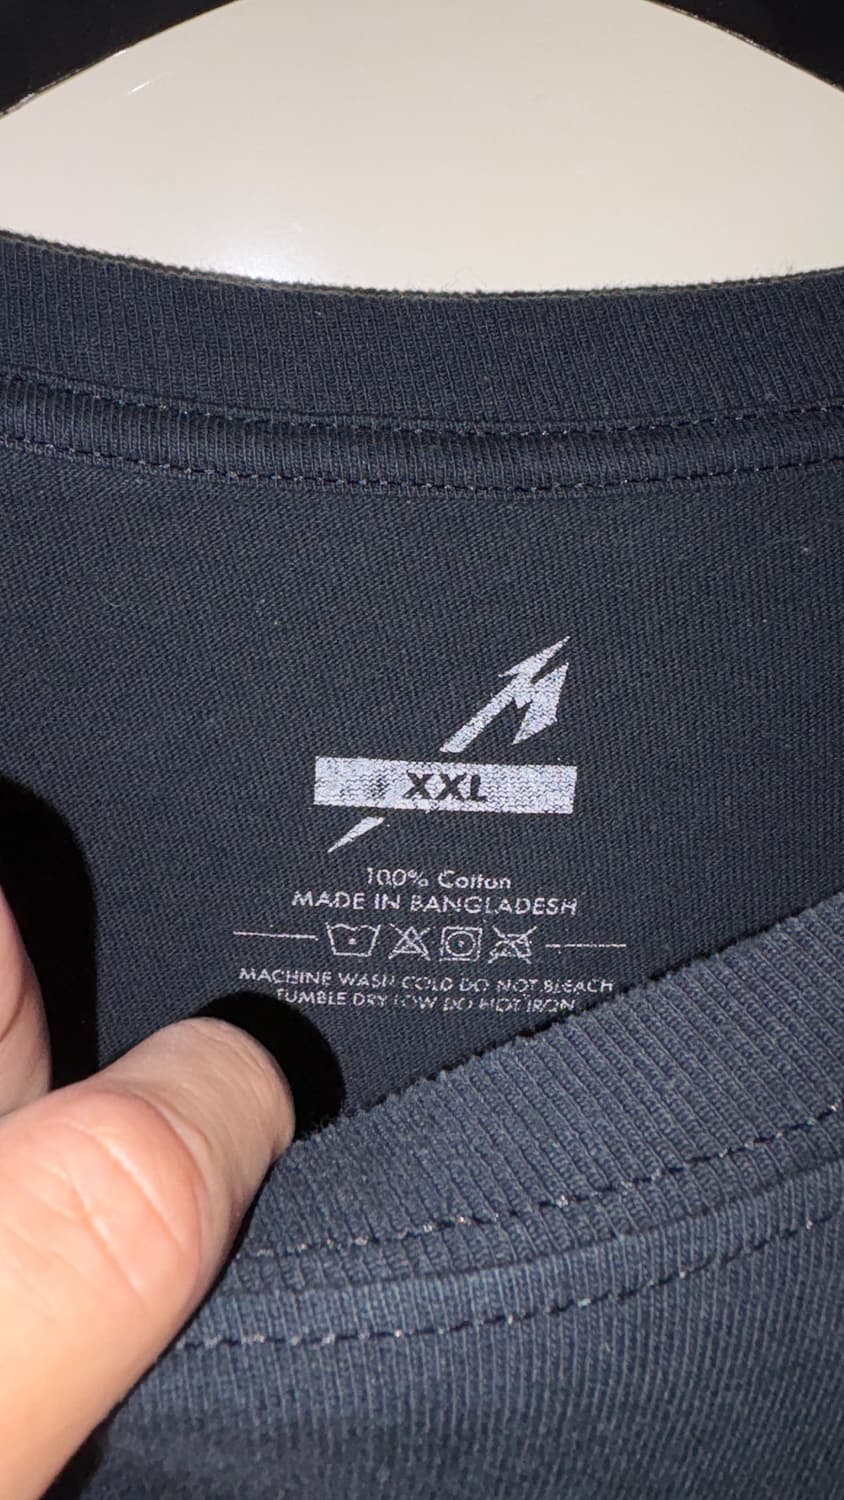 XXL
100% Cotton
MADE IN BANGLADESH
MACHINE WASH COLD DO NOT BLEACH
TUMBLE DRY LOW DO NOT IRON